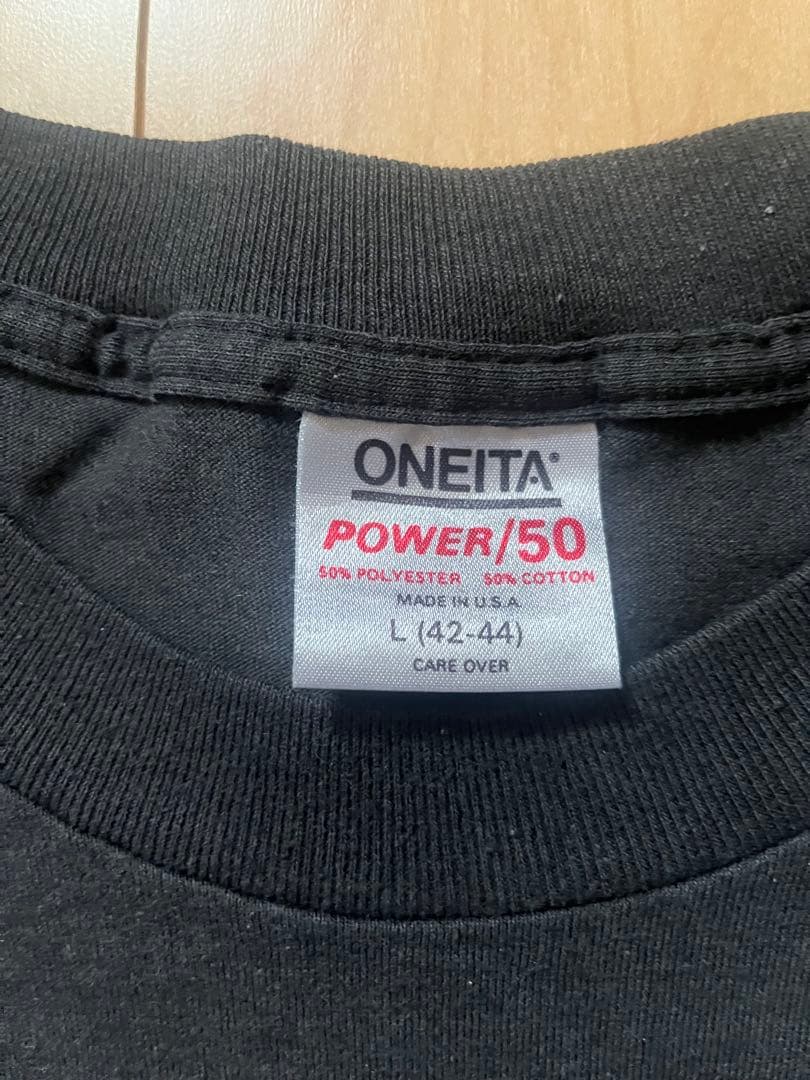 ONEITA®
POWER/50
50% POLYESTER 50% COTTON
MADE IN U.S.A.
L (42-44)
CARE OVER